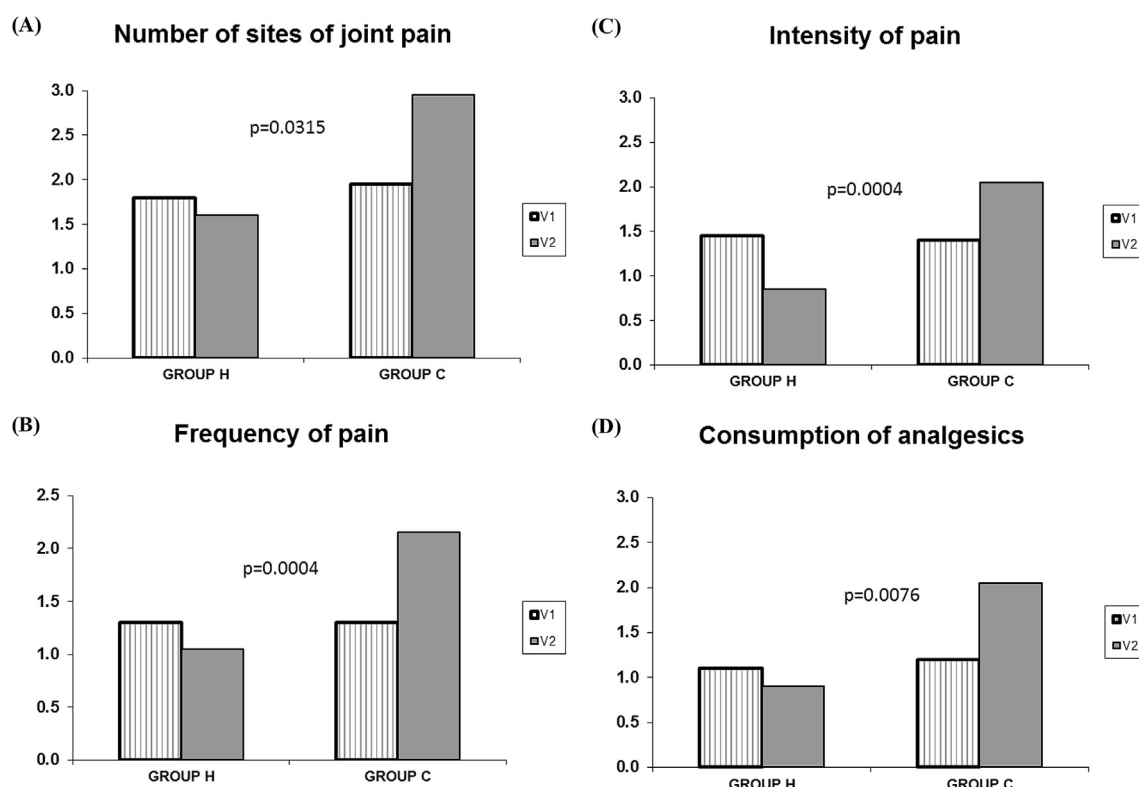 (A)
Number of sites of joint pain
3.0
2.5
2.0
1.5
1.0
0.5
0.0
p=0.0315
V1
V2
GROUP H GROUP C
(C)
Intensity of pain
3.0
2.5
2.0
1.5
1.0
0.5
0.0
p=0.0004
V1
V2
GROUP H GROUP C
(B)
Frequency of pain
2.5
2.0
1.5
1.0
0.5
0.0
p=0.0004
V1
V2
GROUP H GROUP C
(D)
Consumption of analgesics
3.0
2.5
2.0
1.5
1.0
0.5
0.0
p=0.0076
V1
V2
GROUP H GROUP C